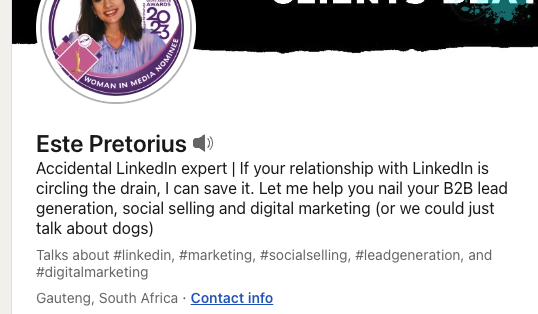 AWARDS
2023
WOMAN IN MEDIA NOMINEE
Este Pretorius
Accidental LinkedIn expert | If your relationship with LinkedIn is
circling the drain, I can save it. Let me help you nail your B2B lead
generation, social selling and digital marketing (or we could just
talk about dogs)
Talks about #linkedin, #marketing, #socialselling, #leadgeneration, and
#digitalmarketing
Gauteng, South Africa · Contact info